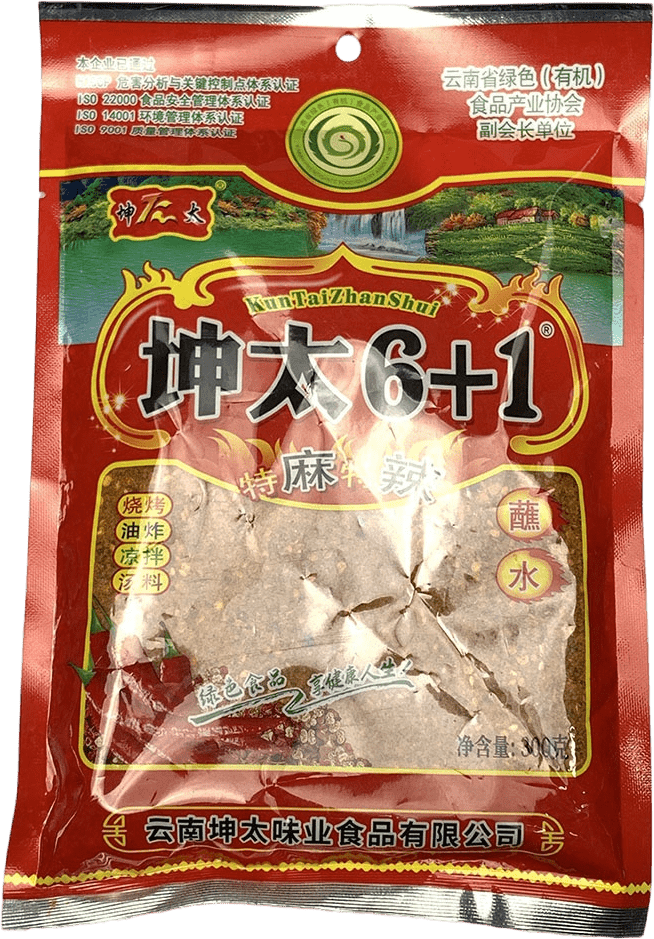 本企业已通过
HACCP 危害分析与关键控制点体系认证
ISO 22000 食品安全管理体系认证
ISO 14001 环境管理体系认证
ISO 9001 质量管理体系认证
云南省绿色(有机)
食品产业协会
副会长单位
坤太®
KunTaiZhanShui
坤太6+1®
特麻特辣
烧烤
油炸
凉拌
汤料
蘸水
绿色食品 享健康人生!
净含量:300克
云南坤太味业食品有限公司